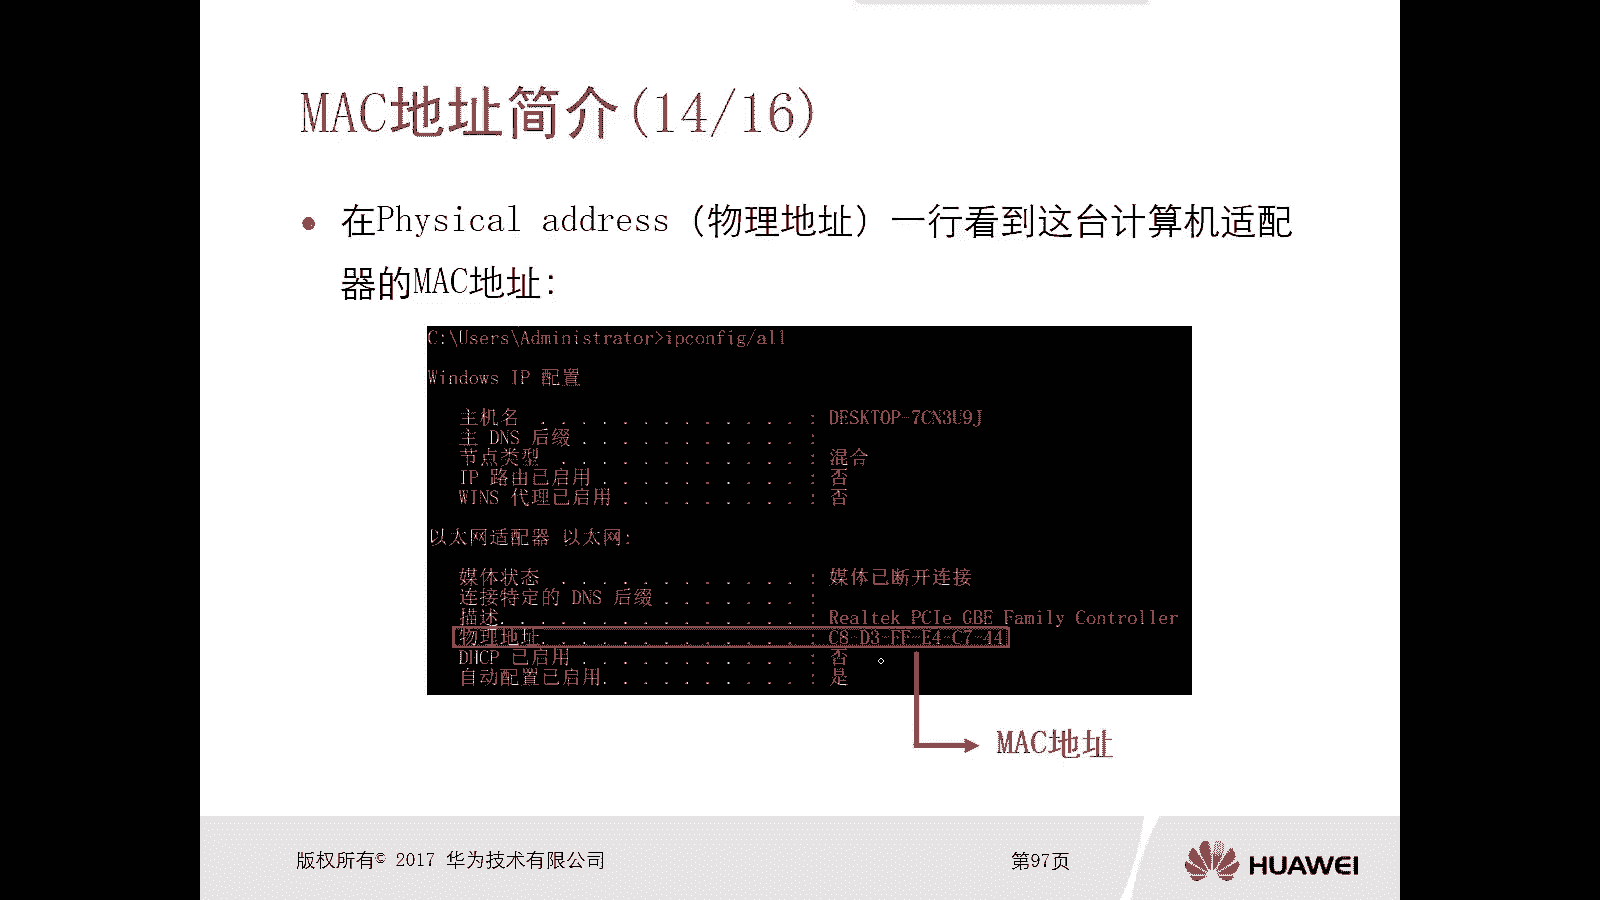 MAC地址简介(14/16)
● 在Physical address（物理地址）一行看到这台计算机适配
器的MAC地址：
C:\Users\Administrator>ipconfig/all
Windows IP 配置
主机名 . . . . . . . . . . . . . : DESKTOP-7CN3U9J
主 DNS 后缀 . . . . . . . . . . . :
节点类型 . . . . . . . . . . . . : 混合
IP 路由已启用 . . . . . . . . . . : 否
WINS 代理已启用 . . . . . . . . . : 否
以太网适配器 以太网:
媒体状态 . . . . . . . . . . . . : 媒体已断开连接
连接特定的 DNS 后缀 . . . . . . . :
描述. . . . . . . . . . . . . . . : Realtek PCIe GBE Family Controller
物理地址. . . . . . . . . . . . . : C8-D3-FF-E4-C7-44
DHCP 已启用 . . . . . . . . . . . : 否
自动配置已启用. . . . . . . . . . : 是
MAC地址
版权所有© 2017 华为技术有限公司
第97页
HUAWEI